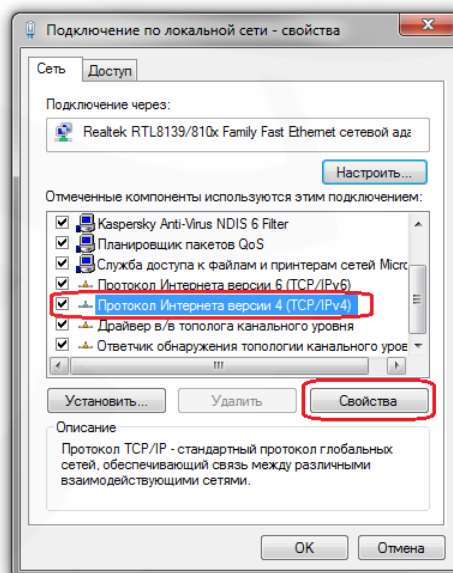 Подключение по локальной сети - свойства
Сеть
Доступ
Подключение через:
Realtek RTL8139/810x Family Fast Ethernet сетевой ада
Настроить...
Отмеченные компоненты используются этим подключением:
Kaspersky Anti-Virus NDIS 6 Filter
Планировщик пакетов QoS
Служба доступа к файлам и принтерам сетей Micro
Протокол Интернета версии 6 (TCP/IPv6)
Протокол Интернета версии 4 (TCP/IPv4)
Драйвер в/в тополога канального уровня
Ответчик обнаружения топологии канального уров
Установить...
Удалить
Свойства
Описание
Протокол TCP/IP - стандартный протокол глобальных
сетей, обеспечивающий связь между различными
взаимодействующими сетями.
OK
Отмена